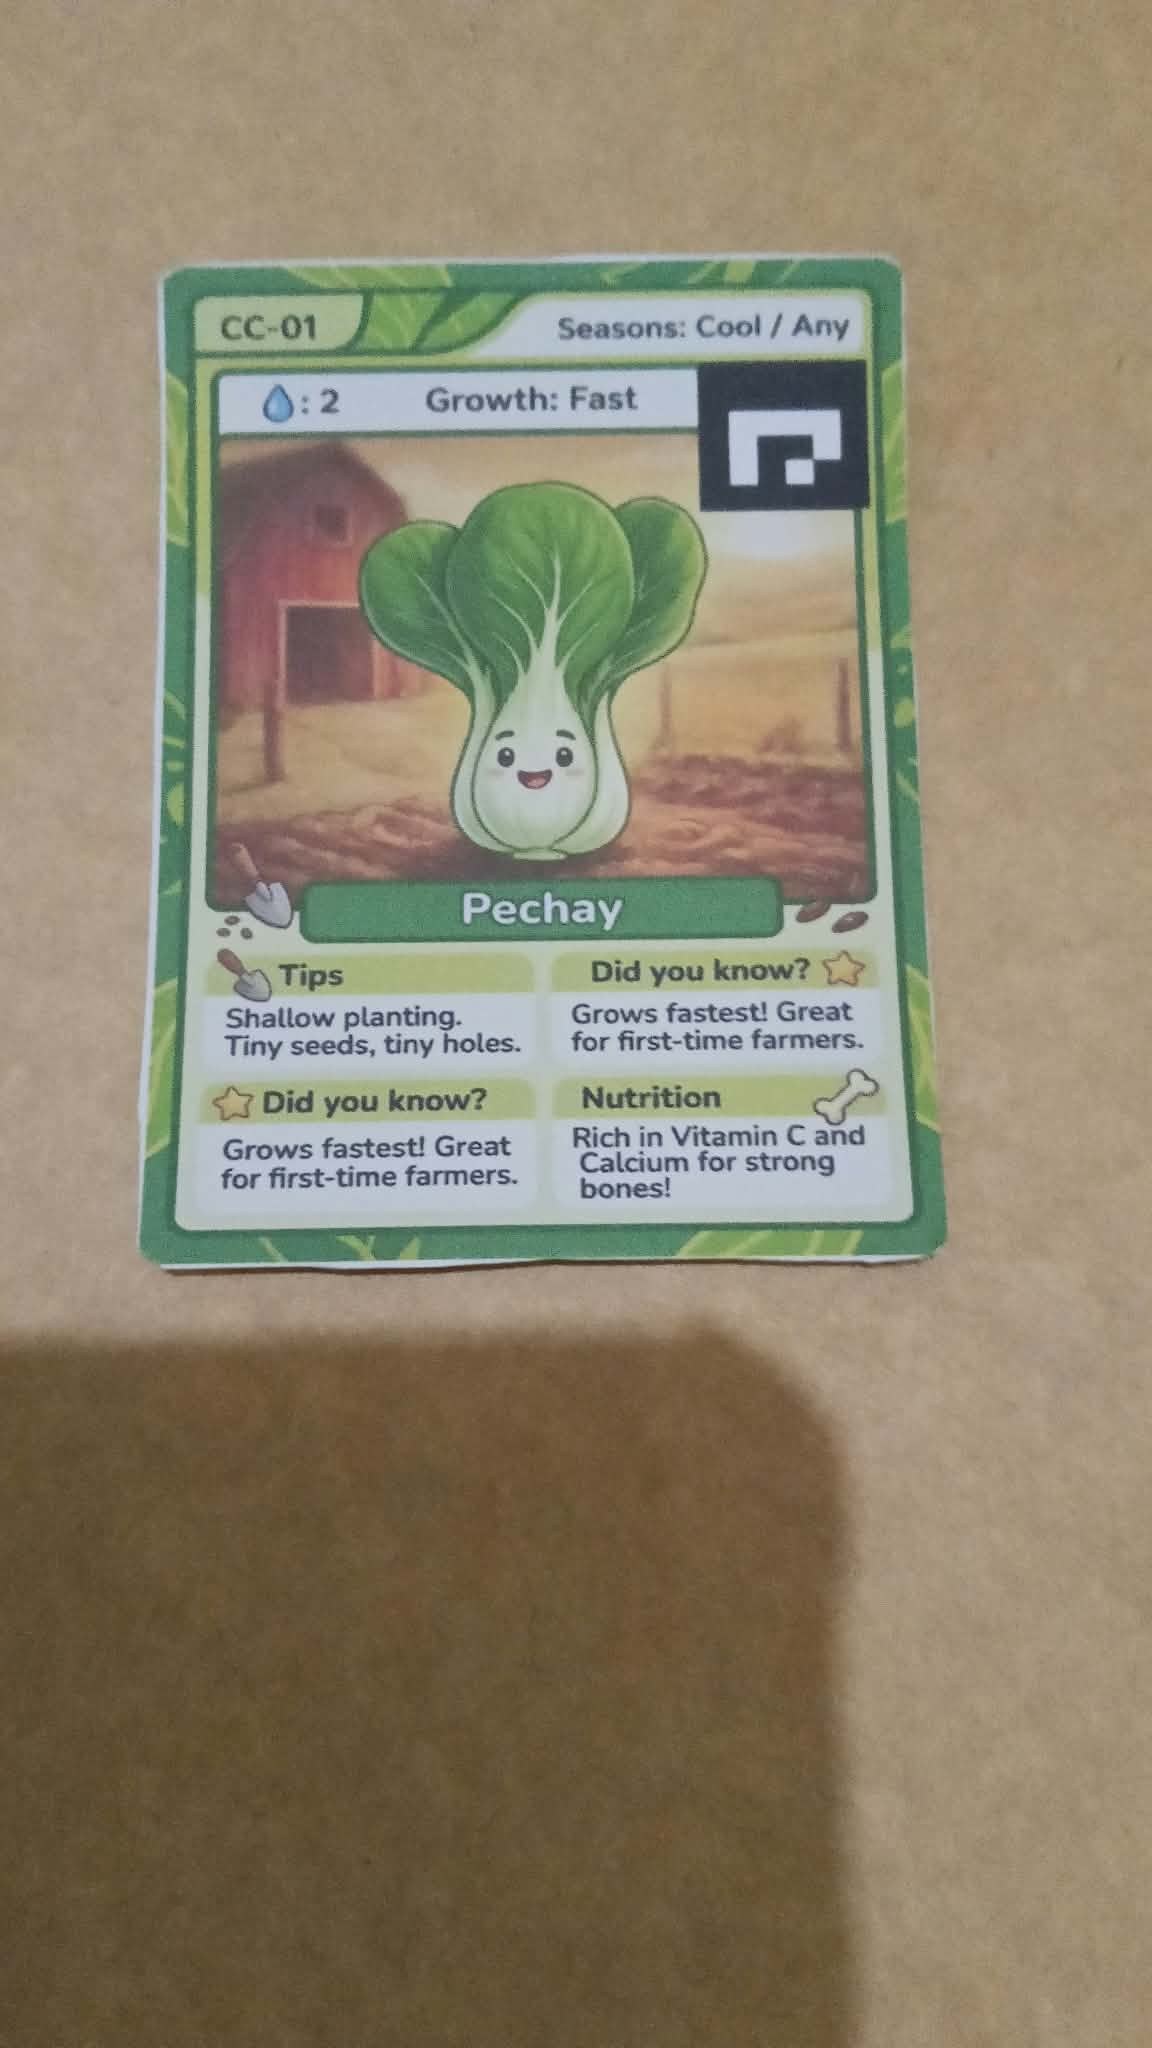 CC-01
Seasons: Cool / Any
: 2
Growth: Fast
Pechay
Tips
Shallow planting.
Tiny seeds, tiny holes.
Did you know?
Grows fastest! Great
for first-time farmers.
Did you know?
Grows fastest! Great
for first-time farmers.
Nutrition
Rich in Vitamin C and
Calcium for strong
bones!